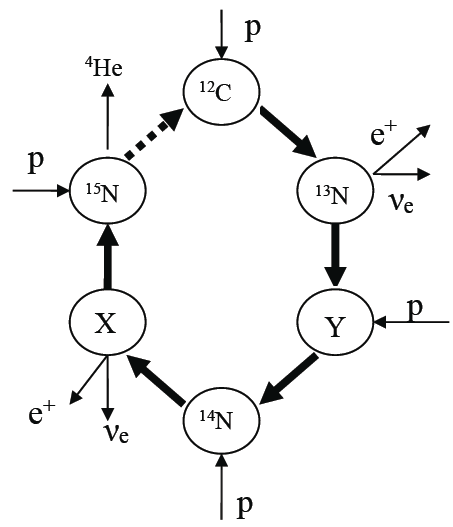 p
⁴He
¹²C
e⁺
p
¹⁵N
¹³N
νₑ
X
Y
p
e⁺
νₑ
¹⁴N
p